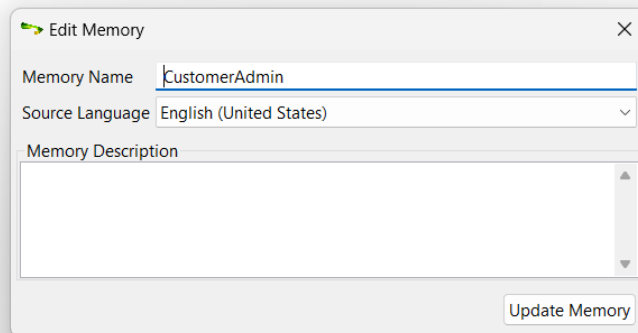 Edit Memory
Memory Name CustomerAdmin
Source Language English (United States)
Memory Description
Update Memory